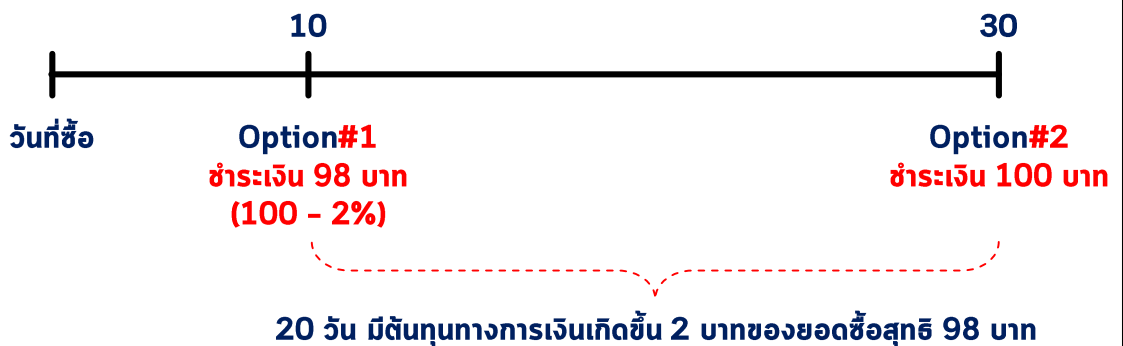 10 30
วันที่ซื้อ Option#1 Option#2
ชำระเงิน 98 บาท ชำระเงิน 100 บาท
(100 - 2%)
20 วัน มีต้นทุนทางการเงินเกิดขึ้น 2 บาทของยอดซื้อสุทธิ 98 บาท